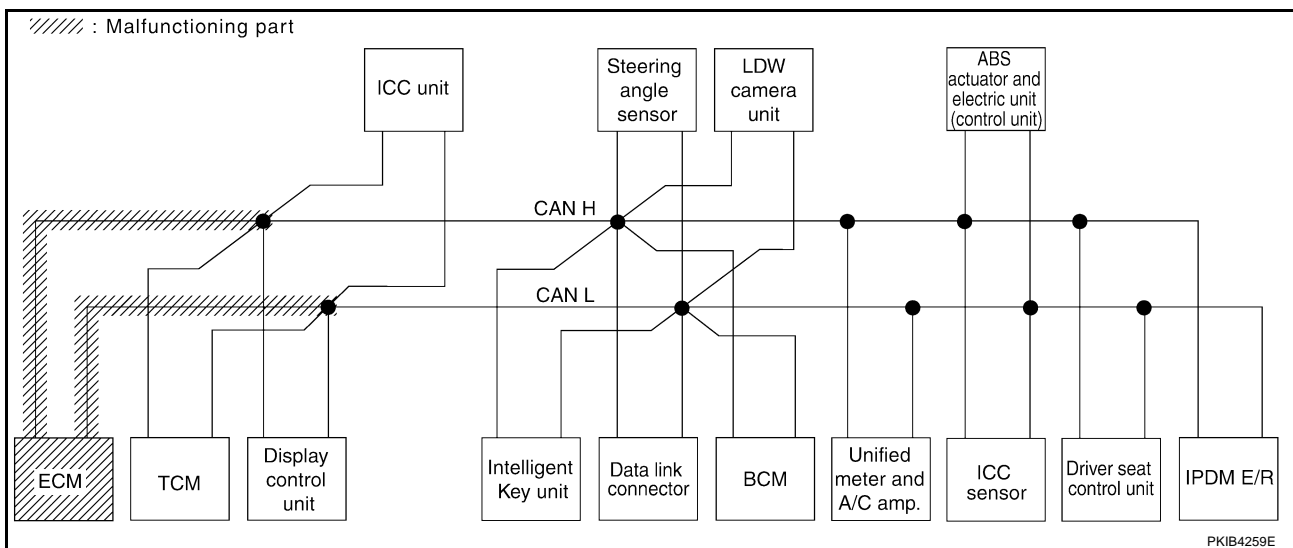 : Malfunctioning part
ICC unit
Steering
angle
sensor
LDW
camera
unit
ABS
actuator and
electric unit
(control unit)
CAN H
CAN L
ECM
TCM
Display
control
unit
Intelligent
Key unit
Data link
connector
BCM
Unified
meter and
A/C amp.
ICC
sensor
Driver seat
control unit
IPDM E/R
PKIB4259E